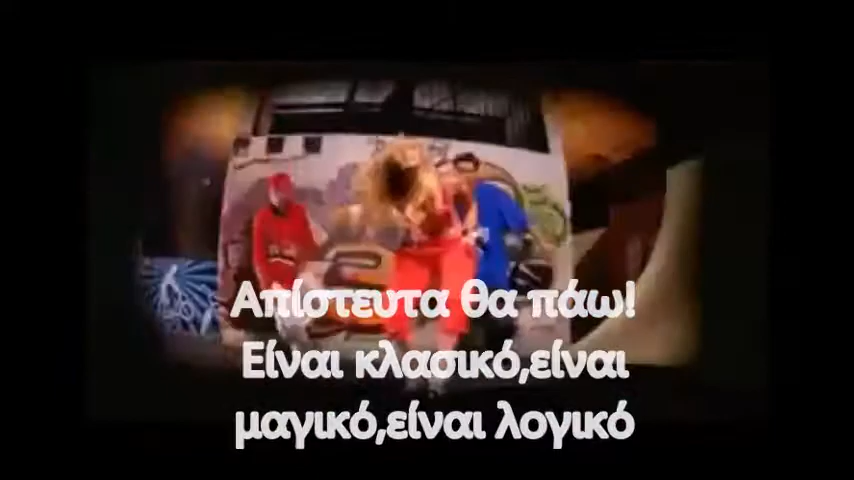 Απίστευτα θα πάω!
Είναι κλασικό,είναι
μαγικό,είναι λογικό